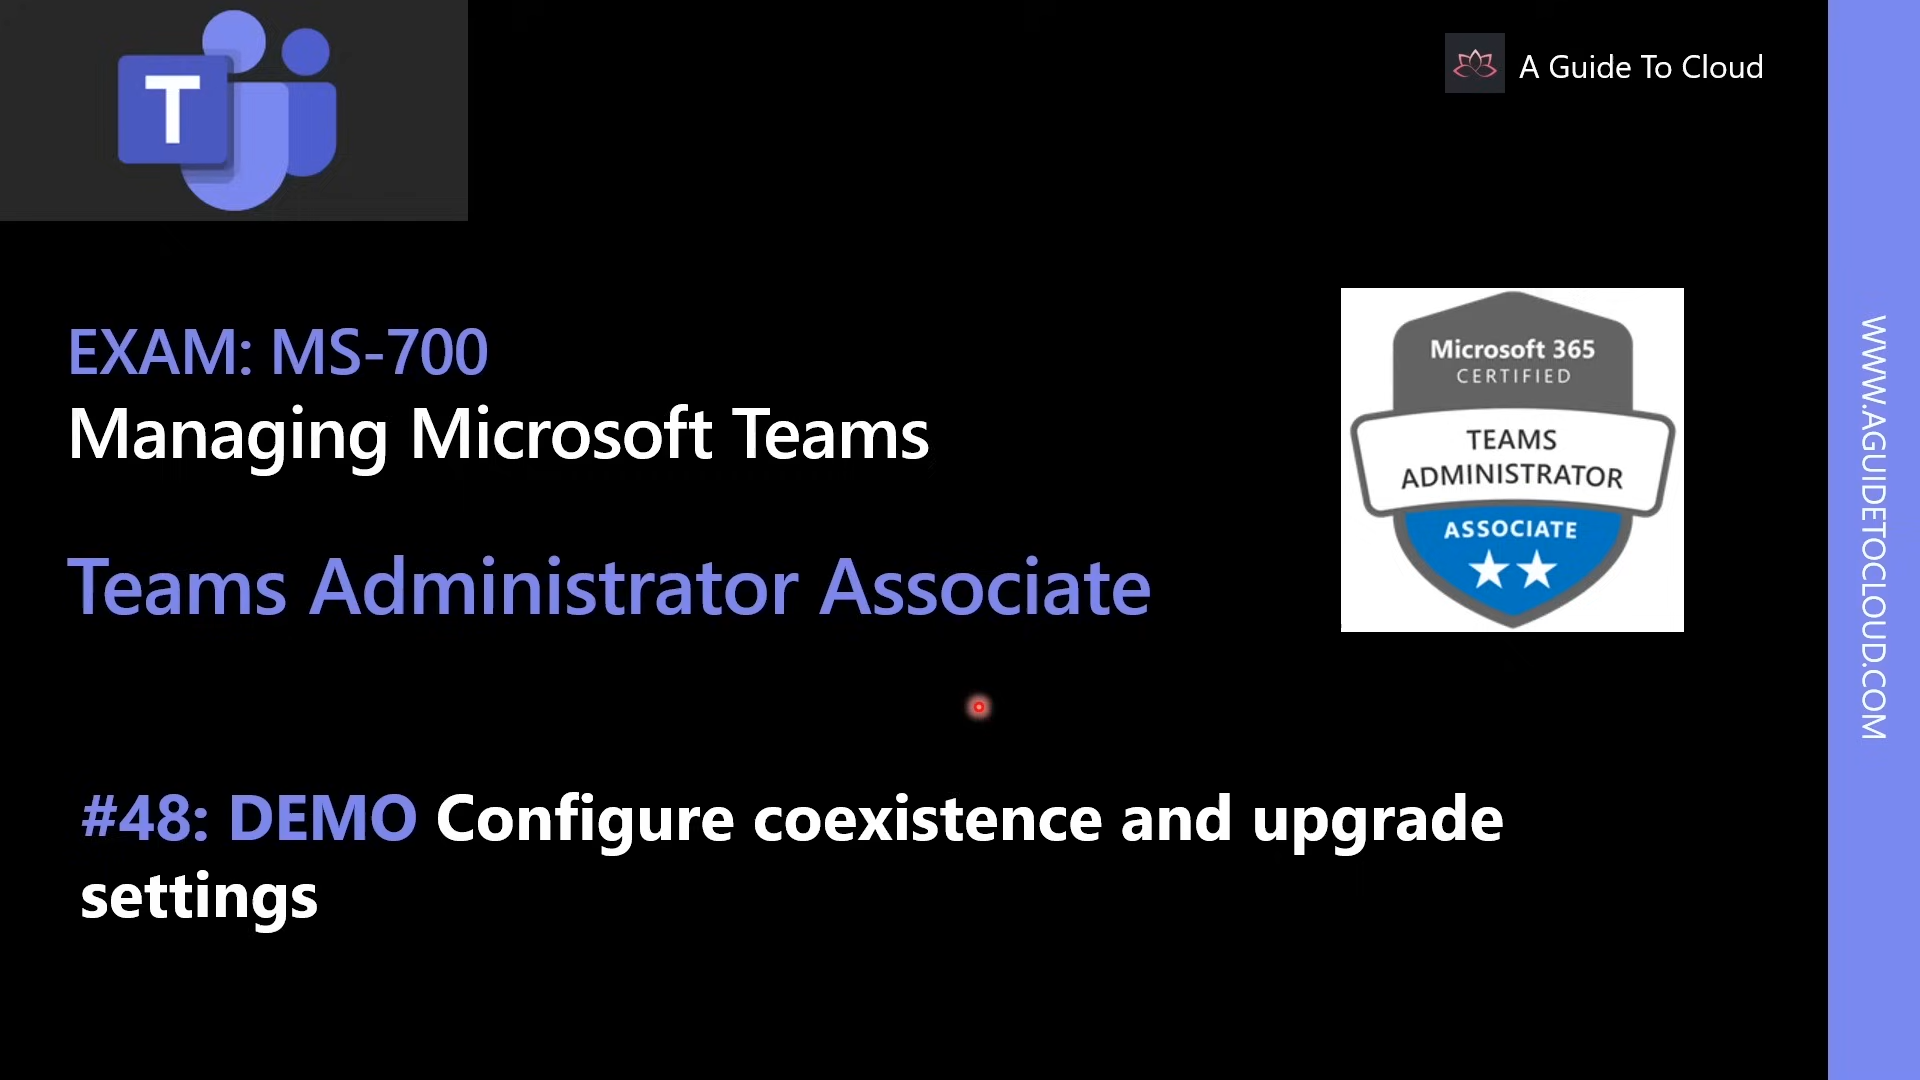 T
A Guide To Cloud
EXAM: MS-700
Managing Microsoft Teams
Teams Administrator Associate
Microsoft 365
CERTIFIED
TEAMS
ADMINISTRATOR
ASSOCIATE
#48: DEMO Configure coexistence and upgrade
settings
WWW.AGUIDETOCLOUD.COM